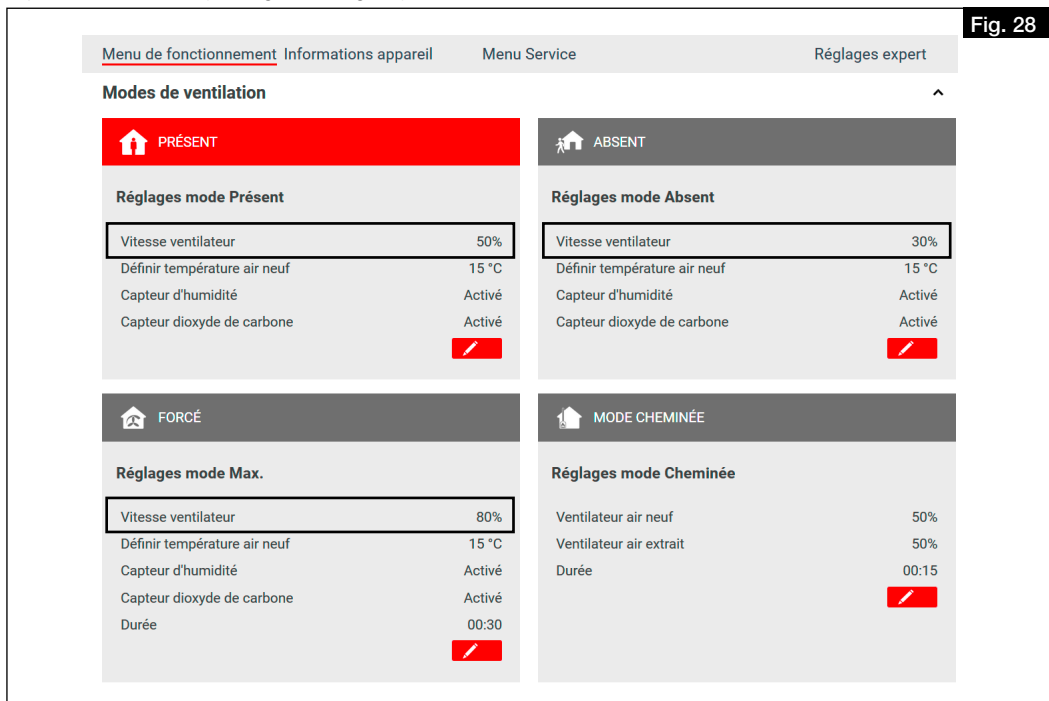 Fig. 28
Menu de fonctionnement Informations appareil Menu Service Réglages expert
Modes de ventilation
PRÉSENT
Réglages mode Présent
Vitesse ventilateur 50%
Définir température air neuf 15 °C
Capteur d'humidité Activé
Capteur dioxyde de carbone Activé
ABSENT
Réglages mode Absent
Vitesse ventilateur 30%
Définir température air neuf 15 °C
Capteur d'humidité Activé
Capteur dioxyde de carbone Activé
FORCÉ
Réglages mode Max.
Vitesse ventilateur 80%
Définir température air neuf 15 °C
Capteur d'humidité Activé
Capteur dioxyde de carbone Activé
Durée 00:30
MODE CHEMINÉE
Réglages mode Cheminée
Ventilateur air neuf 50%
Ventilateur air extrait 50%
Durée 00:15